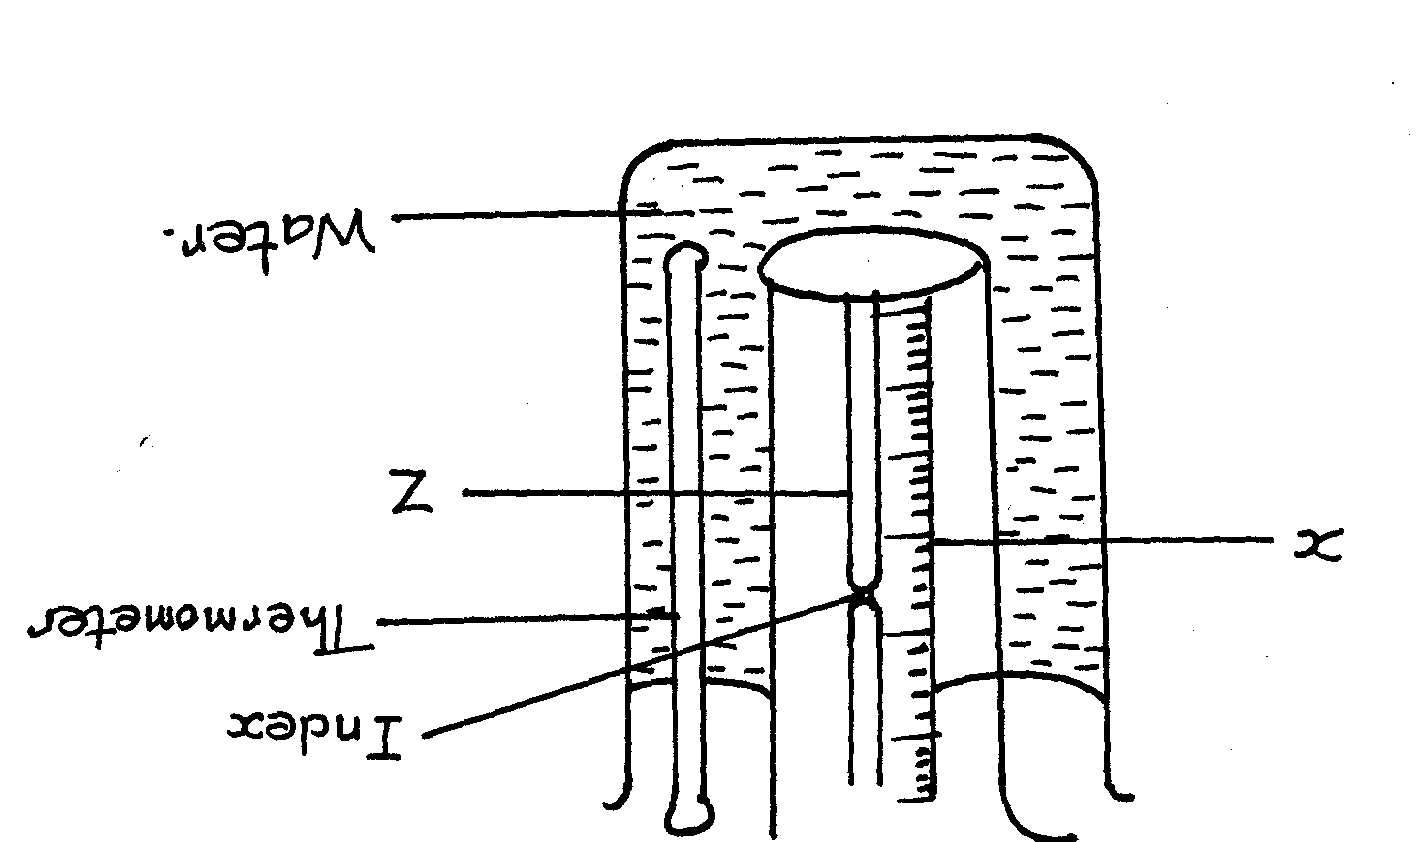 Index
Thermometer
x
Z
Water.